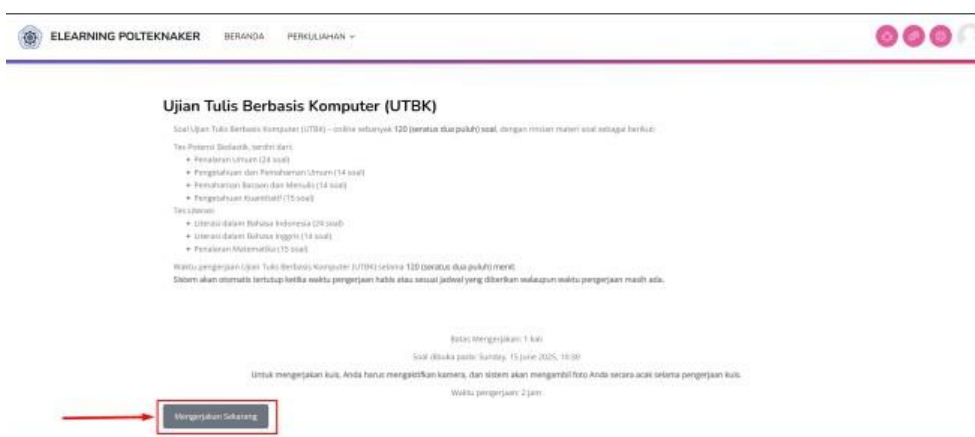 ELEARNING POLTEKNAKER BERANDA PERKULIAHAN
Ujian Tulis Berbasis Komputer (UTBK)
Soal Ujian Tulis Berbasis Komputer (UTBK) – online sebanyak 120 (seratus dua puluh) soal, dengan rincian materi soal sebagai berikut:
Tes Potensi Skolastik, terdiri dari:
Penalaran Umum (24 soal)
Pengetahuan dan Pemahaman Umum (14 soal)
Pemahaman Bacaan dan Menulis (14 soal)
Pengetahuan Kuantitatif (15 soal)
Tes Literasi
Literasi dalam Bahasa Indonesia (24 soal)
Literasi dalam Bahasa Inggris (14 soal)
Penalaran Matematika (15 soal)
Waktu pengerjaan Ujian Tulis Berbasis Komputer (UTBK) selama 120 (seratus dua puluh) menit.
Sistem akan otomatis tertutup ketika waktu pengerjaan habis atau sesuai jadwal yang diberikan walaupun waktu pengerjaan masih ada.
Batas Mengerjakan: 1 kali
Soal dibuka pada: Sunday, 15 June 2025,
Untuk mengerjakan kuis, Anda harus mengaktifkan kamera, dan sistem akan mengambil foto Anda secara acak selama pengerjaan kuis.
Waktu pengerjaan: 2 jam
Mengerjakan Sekarang